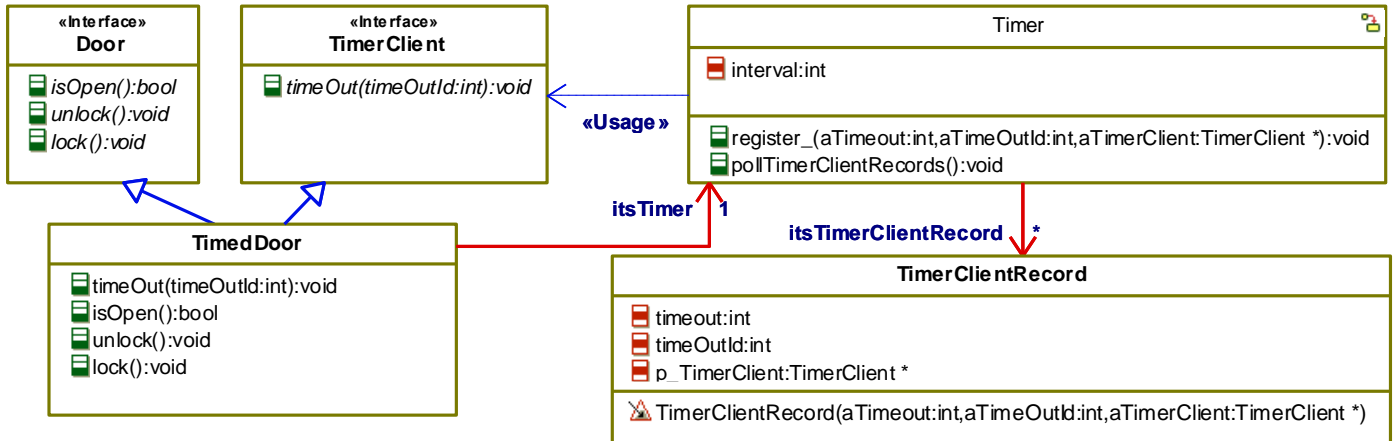 «Interface»
Door
isOpen():bool
unlock():void
lock():void
«Interface»
TimerClient
timeOut(timeOutId:int):void
«Usage»
Timer
interval:int
register_(aTimeout:int,aTimeOutId:int,aTimerClient:TimerClient *):void
pollTimerClientRecords():void
itsTimer 1
itsTimerClientRecord *
TimedDoor
timeOut(timeOutId:int):void
isOpen():bool
unlock():void
lock():void
TimerClientRecord
timeout:int
timeOutId:int
p_TimerClient:TimerClient *
TimerClientRecord(aTimeout:int,aTimeOutId:int,aTimerClient:TimerClient *)